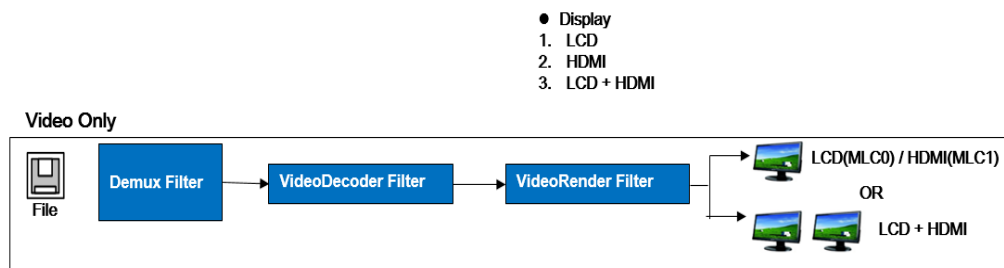 ● Display
1. LCD
2. HDMI
3. LCD + HDMI
Video Only
File
Demux Filter
VideoDecoder Filter
VideoRender Filter
LCD(MLC0) / HDMI(MLC1)
OR
LCD + HDMI